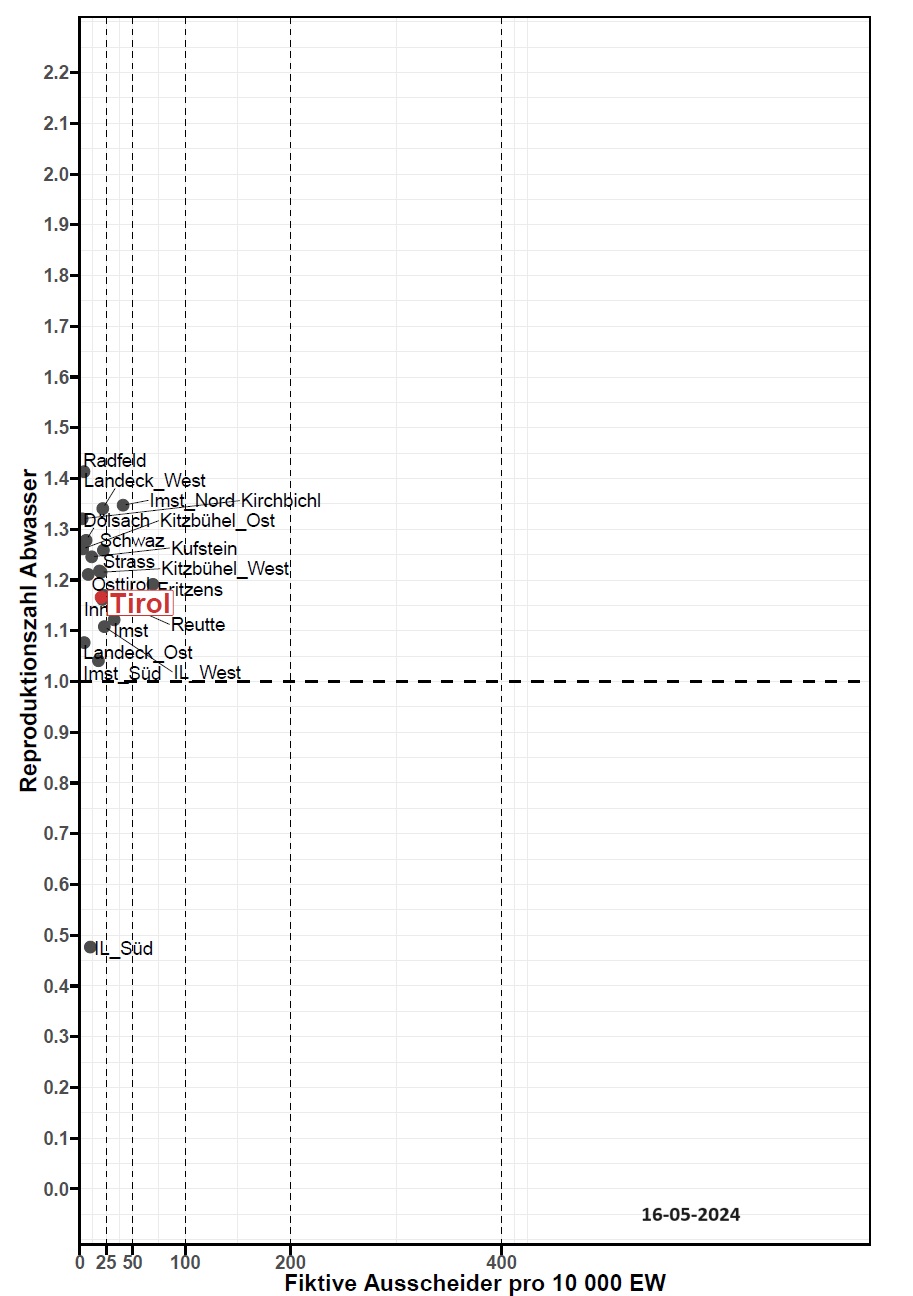 2.2
2.1
2.0
1.9
1.8
1.7
1.6
1.5
1.4
1.3
1.2
1.1
1.0
0.9
0.8
0.7
0.6
0.5
0.4
0.3
0.2
0.1
0.0
Reproduktionszahl Abwasser
Radfeld
Landeck_West
Imst_Nord
Kirchbichl
Dölsach
Kitzbühel_Ost
Schwaz
Kufstein
Strass
Kitzbühel_West
Osttirol
Fritzens
Tirol
Reutte
Imst
Landeck_Ost
Imst_Süd
IL_West
IL_Süd
16-05-2024
0 25 50 100 200 400
Fiktive Ausscheider pro 10 000 EW